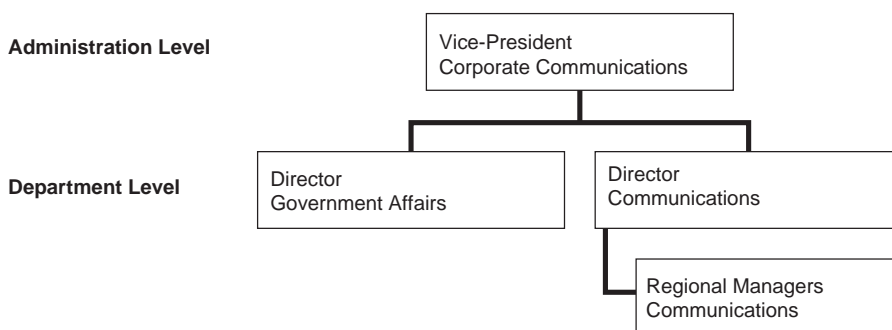 Administration Level
Vice-President
Corporate Communications
Department Level
Director
Government Affairs
Director
Communications
Regional Managers
Communications